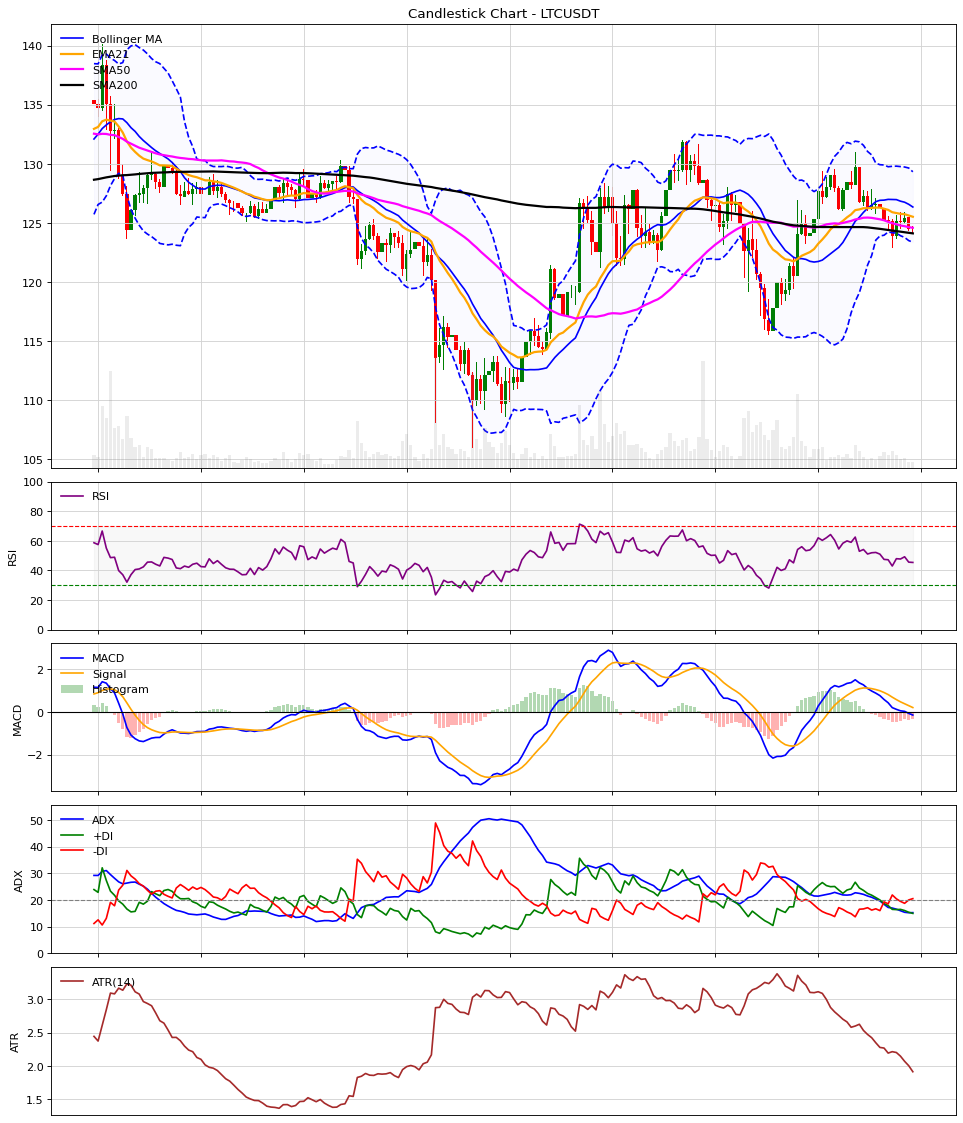 Candlestick Chart - LTCUSDT
Bollinger MA
EMA21
SMA50
SMA200
140
135
130
125
120
115
110
105
RSI
100
80
60
40
20
0
RSI
MACD
Signal
Histogram
2
0
−2
MACD
ADX
+DI
-DI
50
40
30
20
10
0
ADX
ATR(14)
3.0
2.5
2.0
1.5
ATR